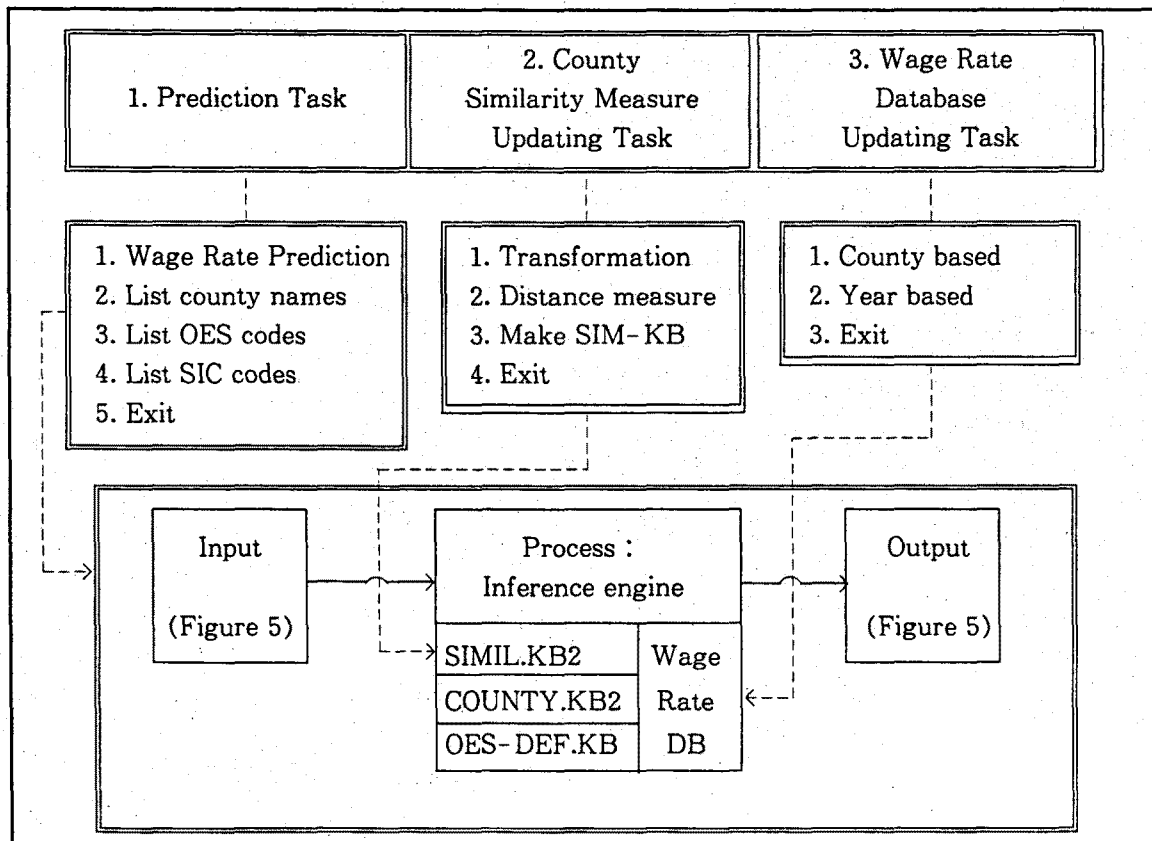 1. Prediction Task
2. County
Similarity Measure
Updating Task
3. Wage Rate
Database
Updating Task
1. Wage Rate Prediction
2. List county names
3. List OES codes
4. List SIC codes
5. Exit
1. Transformation
2. Distance measure
3. Make SIM-KB
4. Exit
1. County based
2. Year based
3. Exit
Input
(Figure 5)
Process :
Inference engine
SIMIL.KB2
COUNTY.KB2
OES-DEF.KB
Wage
Rate
DB
Output
(Figure 5)